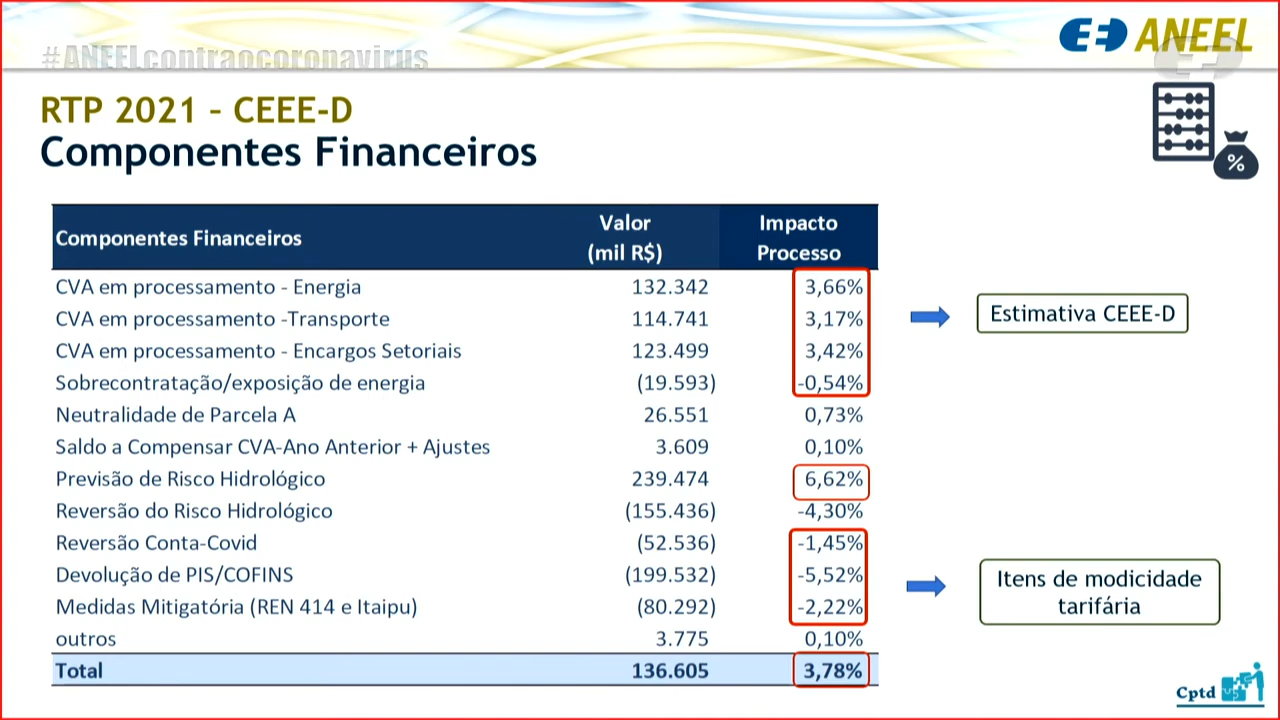 #ANEELcontraocoronavirus
ANEEL
RTP 2021 – CEEE-D
Componentes Financeiros
Componentes Financeiros Valor (mil R$) Impacto Processo
CVA em processamento - Energia 132.342 3,66%
CVA em processamento -Transporte 114.741 3,17%
CVA em processamento - Encargos Setoriais 123.499 3,42%
Sobrecontratação/exposição de energia (19.593) -0,54%
Neutralidade de Parcela A 26.551 0,73%
Saldo a Compensar CVA-Ano Anterior + Ajustes 3.609 0,10%
Previsão de Risco Hidrológico 239.474 6,62%
Reversão do Risco Hidrológico (155.436) -4,30%
Reversão Conta-Covid (52.536) -1,45%
Devolução de PIS/COFINS (199.532) -5,52%
Medidas Mitigatória (REN 414 e Itaipu) (80.292) -2,22%
outros 3.775 0,10%
Total 136.605 3,78%
Estimativa CEEE-D
Itens de modicidade
tarifária
%
Cptd